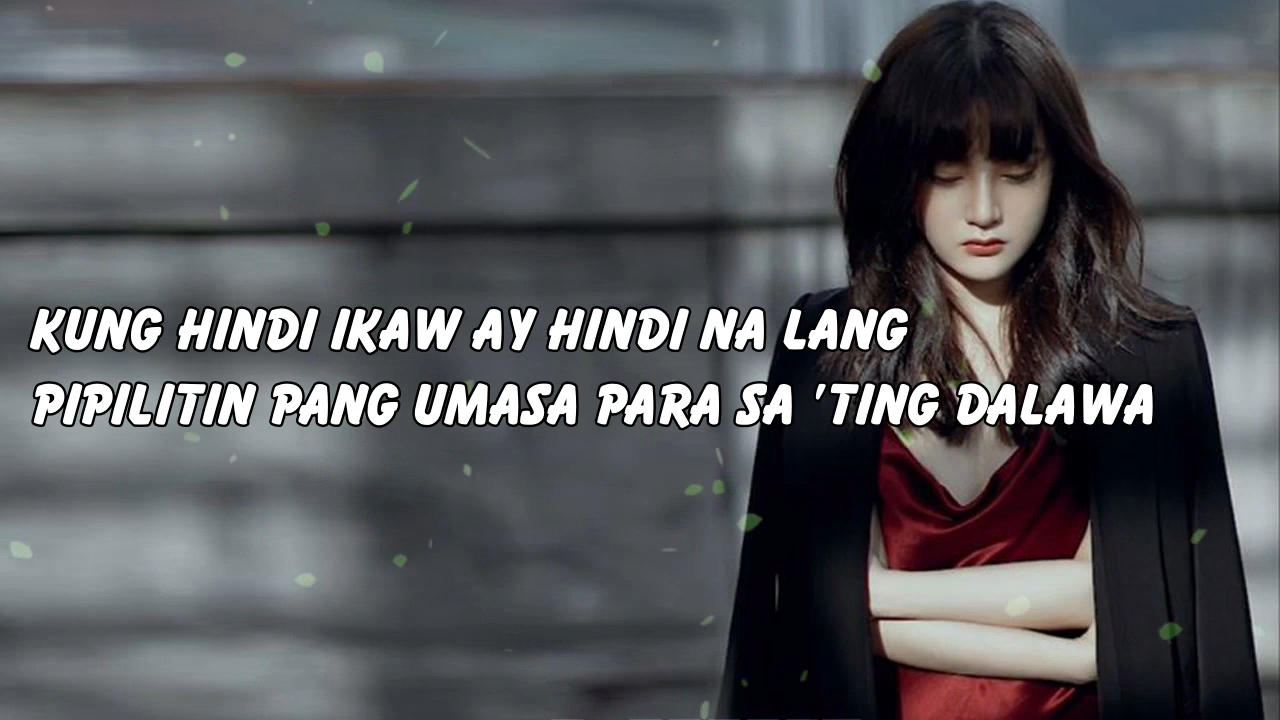 KUNG HINDI IKAW AY HINDI NA LANG
PIPILITIN PANG UMASA PARA SA 'TING DALAWA